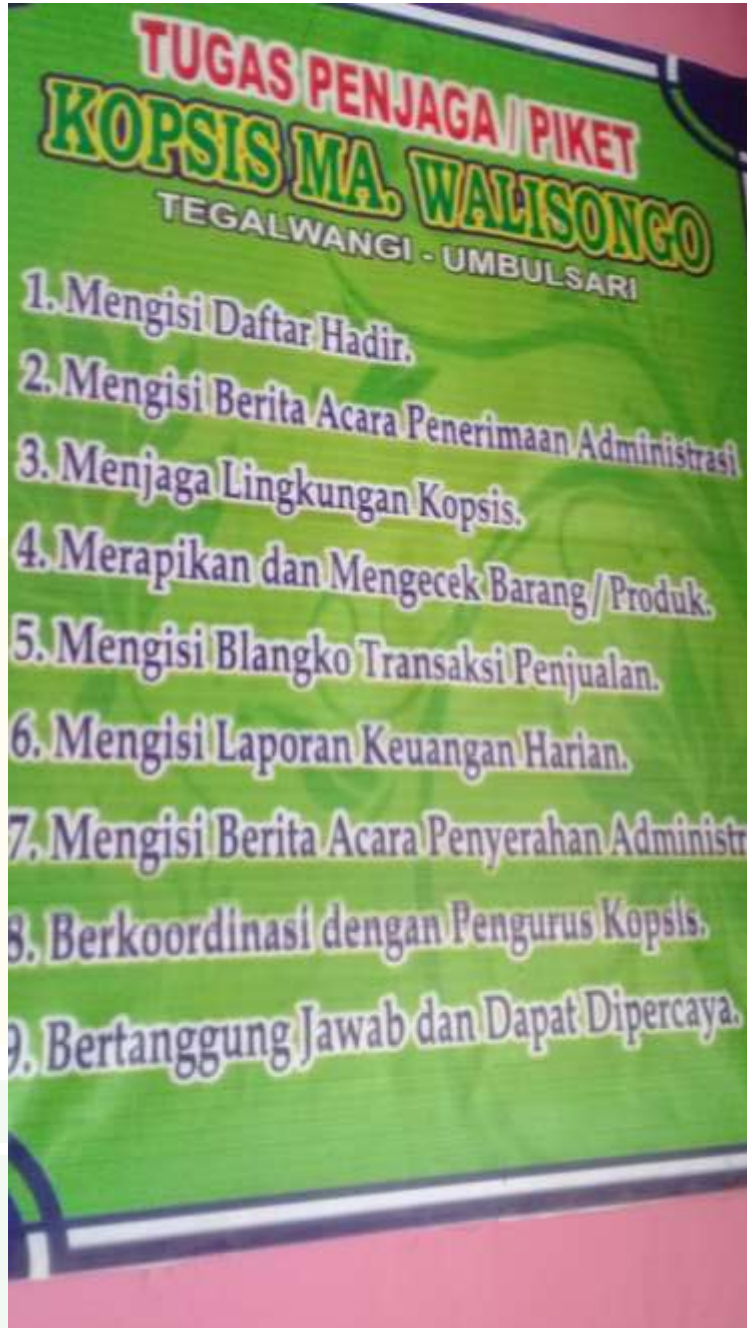 TUGAS PENJAGA / PIKET
KOPSIS MA. WALISONGO
TEGALWANGI - UMBULSARI
1. Mengisi Daftar Hadir.
2. Mengisi Berita Acara Penerimaan Administrasi
3. Menjaga Lingkungan Kopsis.
4. Merapikan dan Mengecek Barang / Produk.
5. Mengisi Blangko Transaksi Penjualan.
6. Mengisi Laporan Keuangan Harian.
7. Mengisi Berita Acara Penyerahan Administr
8. Berkoordinasi dengan Pengurus Kopsis.
9. Bertanggung Jawab dan Dapat Dipercaya.